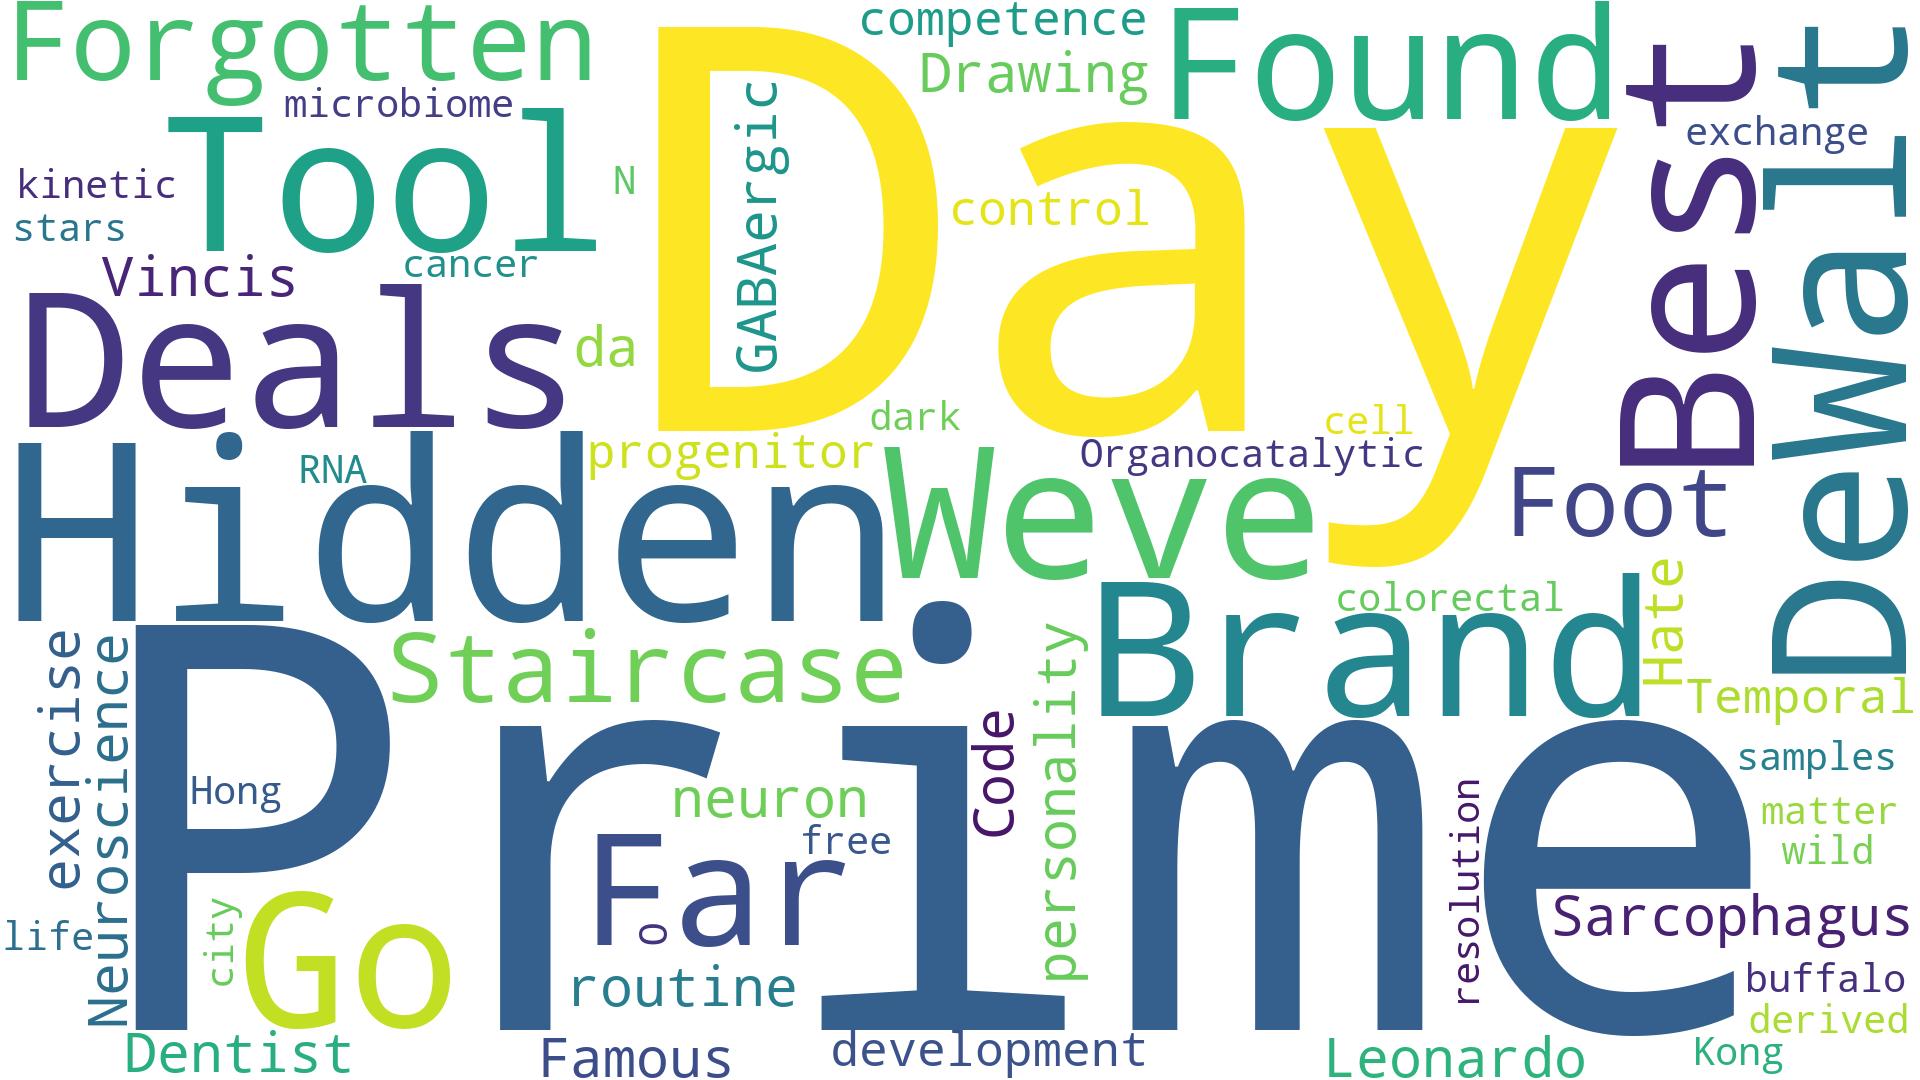 Forgotten
competence
Found
Best
DeWalt
Drawing
Day
GABAergic
microbiome
Tool
exchange
kinetic
N
control
stars
Vincis
cancer
Deals
da
dark
cell
Hidden
RNA
progenitor
Weve
Organocatalytic
Foot
Hate
colorectal
Brand
Prime
Staircase
personality
exercise
Neuroscience
Temporal
Code
samples
Hong
neuron
resolution
matter
free
wild
Far
city
Go
O
Sarcophagus
life
routine
buffalo
derived
Dentist
Famous
development
Leonardo
Kong